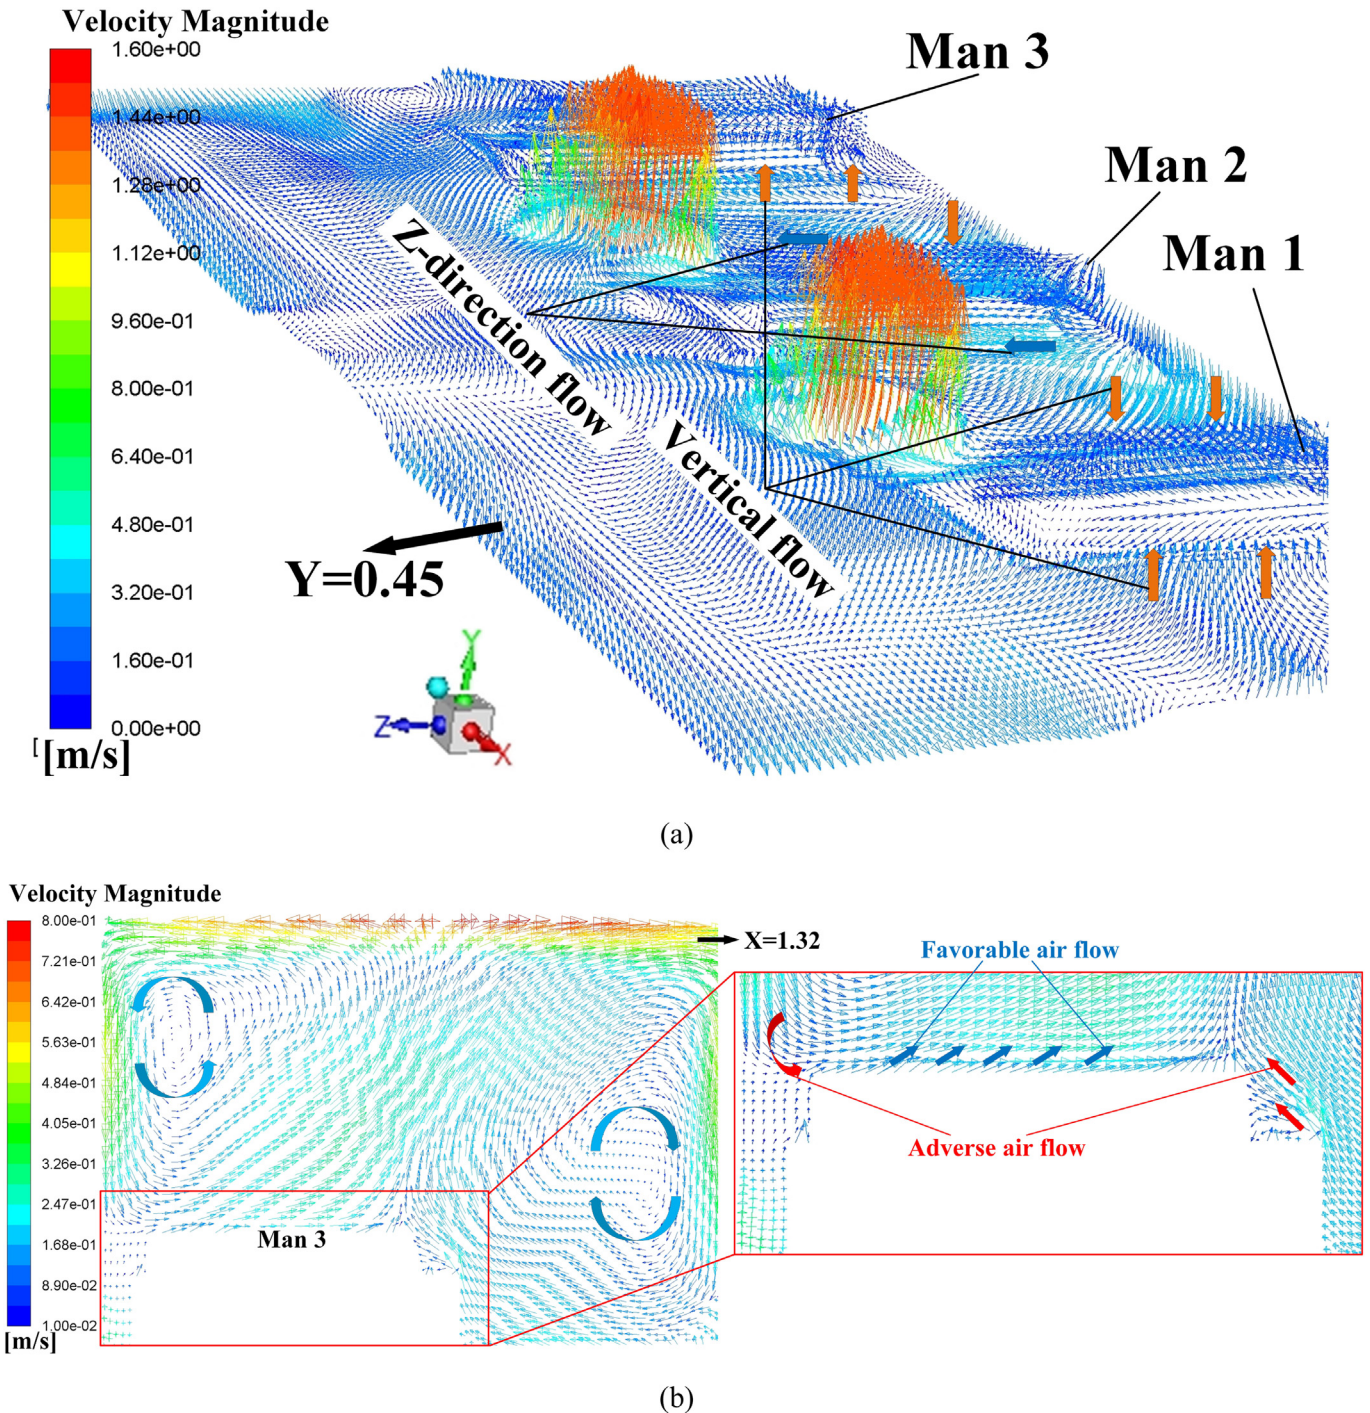 Velocity Magnitude
1.60e+00
1.44e+00
1.28e+00
1.12e+00
9.60e-01
8.00e-01
6.40e-01
4.80e-01
3.20e-01
1.60e-01
0.00e+00
[
[m/s]
Man 3
Man 2
Man 1
Z-direction flow
Vertical flow
Y=0.45
Y
Z
X
(a)
Velocity Magnitude
8.00e-01
7.21e-01
6.42e-01
5.63e-01
4.84e-01
4.05e-01
3.26e-01
2.47e-01
1.68e-01
8.90e-02
1.00e-02
[m/s]
X=1.32
Man 3
Favorable air flow
Adverse air flow
(b)